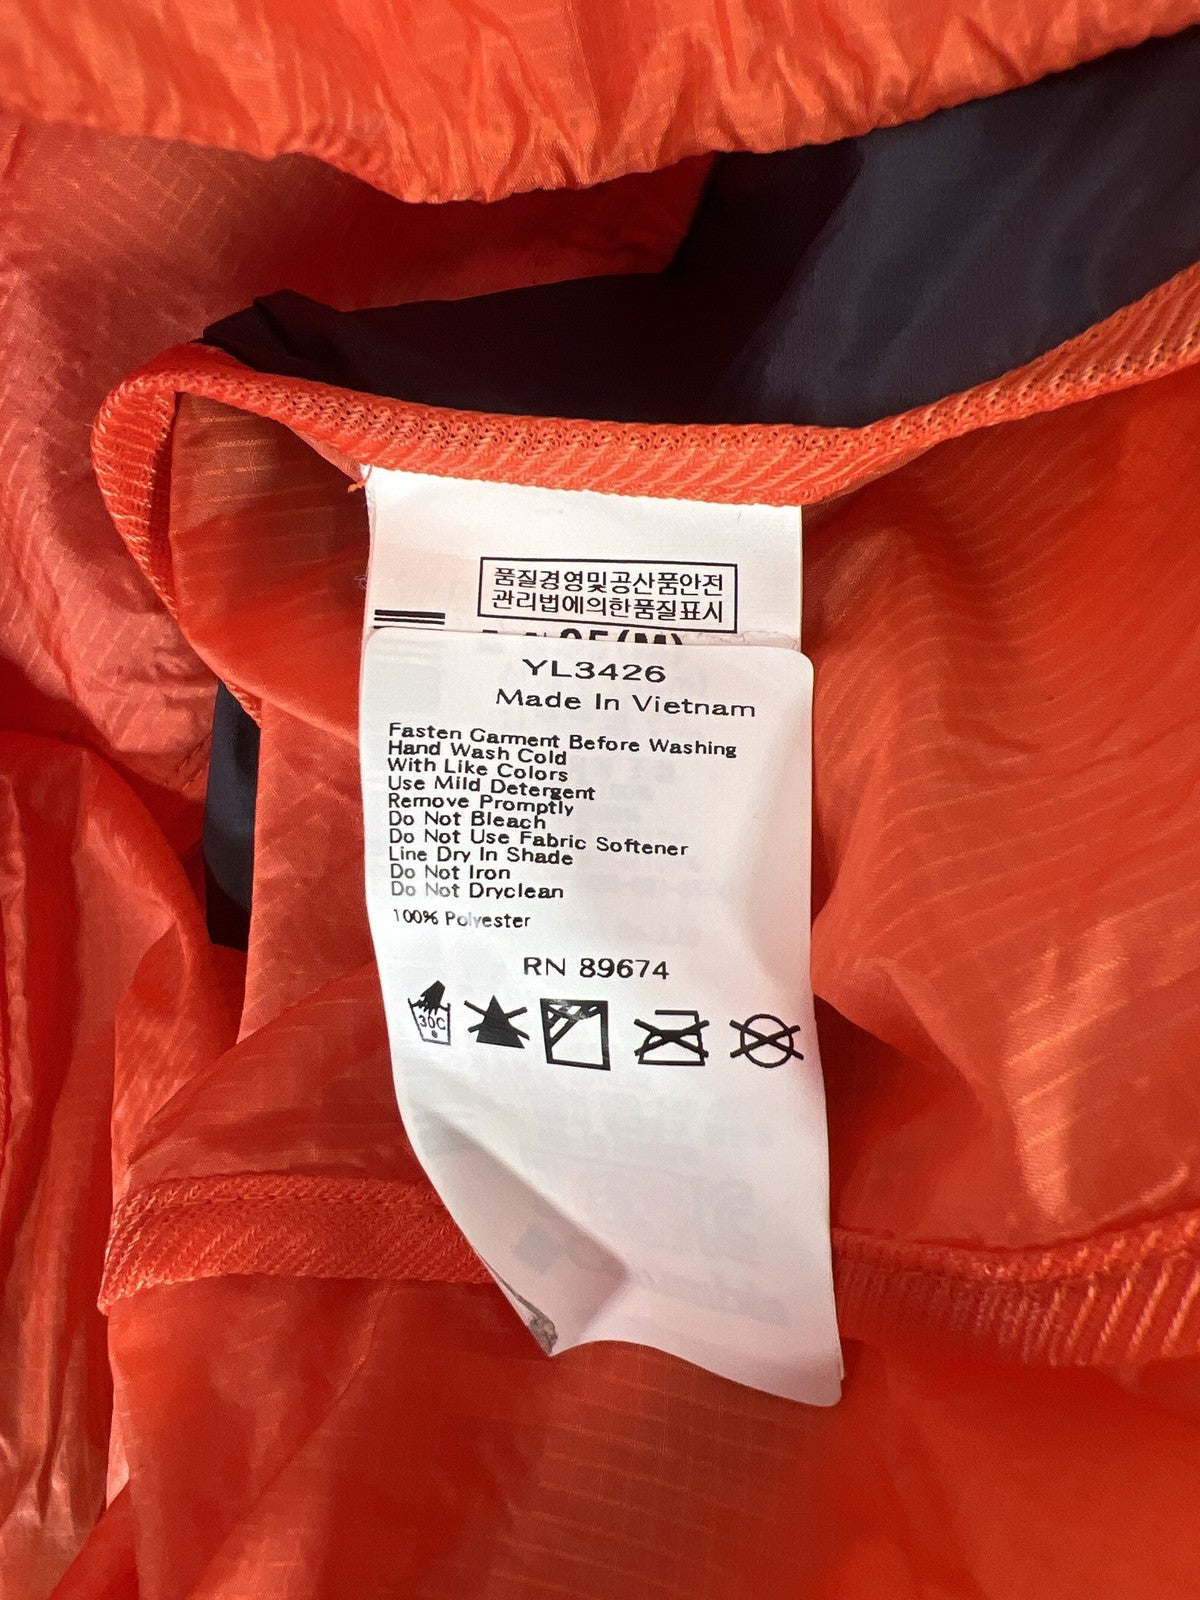 품질경영및공산품안전
관리법에의한품질표시
95(M)
YL3426
Made In Vietnam
Fasten Garment Before Washing
Hand Wash Cold
With Like Colors
Use Mild Detergent
Remove Promptly
Do Not Bleach
Do Not Use Fabric Softener
Line Dry In Shade
Do Not Iron
Do Not Dryclean
100% Polyester
RN 89674
30C